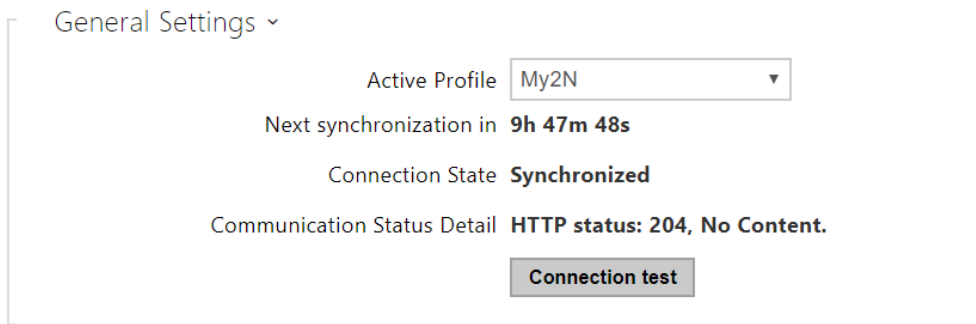 General Settings
Active Profile My2N
Next synchronization in 9h 47m 48s
Connection State Synchronized
Communication Status Detail HTTP status: 204, No Content.
Connection test